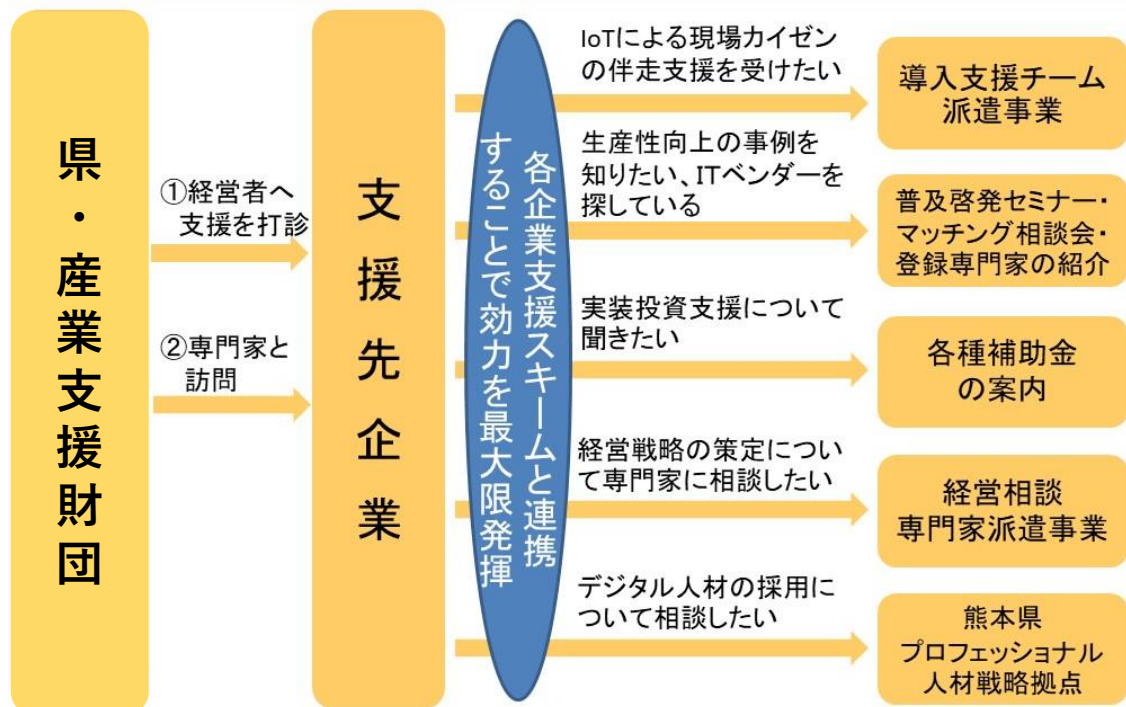 県・産業支援財団
①経営者へ
支援を打診
②専門家と
訪問
支援先企業
各企業支援スキームと連携
することで効力を最大限発揮
IoTによる現場カイゼン
の伴走支援を受けたい
導入支援チーム
派遣事業
生産性向上の事例を
知りたい、ITベンダーを
探している
普及啓発セミナー・
マッチング相談会・
登録専門家の紹介
実装投資支援について
聞きたい
各種補助金
の案内
経営戦略の策定につい
て専門家に相談したい
経営相談
専門家派遣事業
デジタル人材の採用に
ついて相談したい
熊本県
プロフェッショナル
人材戦略拠点